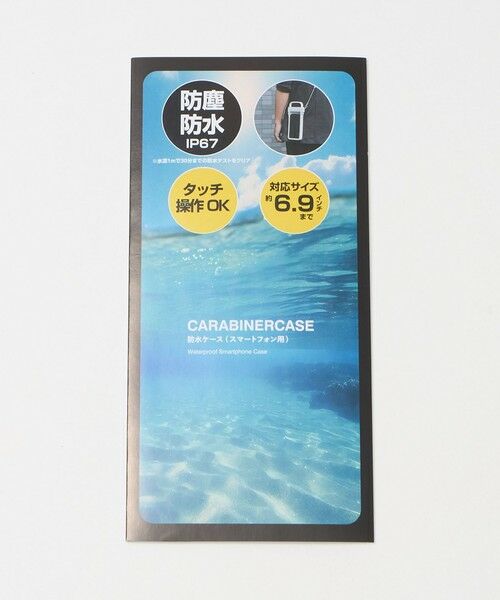 防塵
防水
IP67
※水深1mで30分までの防水テストをクリア
タッチ
操作 OK
対応サイズ
約6.9インチ
まで
CARABINERCASE
防水ケース（スマートフォン用）
Waterproof Smartphone Case